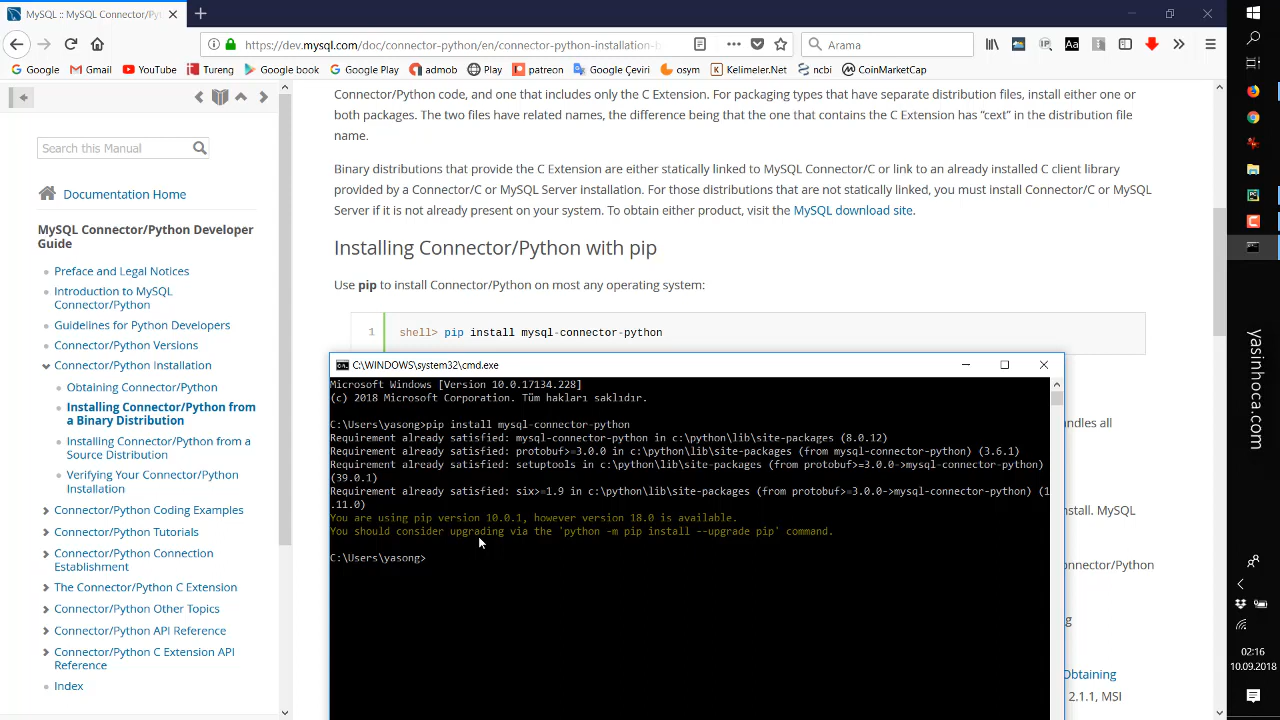 MySQL :: MySQL Connector/Pyt
https://dev.mysql.com/doc/connector-python/en/connector-python-installation-b
Arama
Google
Gmail
YouTube
Tureng
Google book
Google Play
admob
Play
patreon
Google Çeviri
osym
Kelimeler.Net
ncbi
CoinMarketCap
Search this Manual
Documentation Home
MySQL Connector/Python Developer
Guide
Preface and Legal Notices
Introduction to MySQL
Connector/Python
Guidelines for Python Developers
Connector/Python Versions
Connector/Python Installation
Obtaining Connector/Python
Installing Connector/Python from
a Binary Distribution
Installing Connector/Python from a
Source Distribution
Verifying Your Connector/Python
Installation
Connector/Python Coding Examples
Connector/Python Tutorials
Connector/Python Connection
Establishment
The Connector/Python C Extension
Connector/Python Other Topics
Connector/Python API Reference
Connector/Python C Extension API
Reference
Index
Connector/Python code, and one that includes only the C Extension. For packaging types that have separate distribution files, install either one or
both packages. The two files have related names, the difference being that the one that contains the C Extension has “cext” in the distribution file
name.
Binary distributions that provide the C Extension are either statically linked to MySQL Connector/C or link to an already installed C client library
provided by a Connector/C or MySQL Server installation. For those distributions that are not statically linked, you must install Connector/C or MySQL
Server if it is not already present on your system. To obtain either product, visit the MySQL download site.
Installing Connector/Python with pip
Use pip to install Connector/Python on most any operating system:
1 shell> pip install mysql-connector-python
C:\WINDOWS\system32\cmd.exe
Microsoft Windows [Version 10.0.17134.228]
(c) 2018 Microsoft Corporation. Tüm hakları saklıdır.
C:\Users\yasong>pip install mysql-connector-python
Requirement already satisfied: mysql-connector-python in c:\python\lib\site-packages (8.0.12)
Requirement already satisfied: protobuf>=3.0.0 in c:\python\lib\site-packages (from mysql-connector-python) (3.6.1)
Requirement already satisfied: setuptools in c:\python\lib\site-packages (from protobuf>=3.0.0->mysql-connector-python)
(39.0.1)
Requirement already satisfied: six>=1.9 in c:\python\lib\site-packages (from protobuf>=3.0.0->mysql-connector-python) (1
.11.0)
You are using pip version 10.0.1, however version 18.0 is available.
You should consider upgrading via the 'python -m pip install --upgrade pip' command.
C:\Users\yasong>
andles all
nstall. MySQL
onnector/Python
g
Obtaining
2.1.1, MSI
yasinhoca.com
02:16
10.09.2018